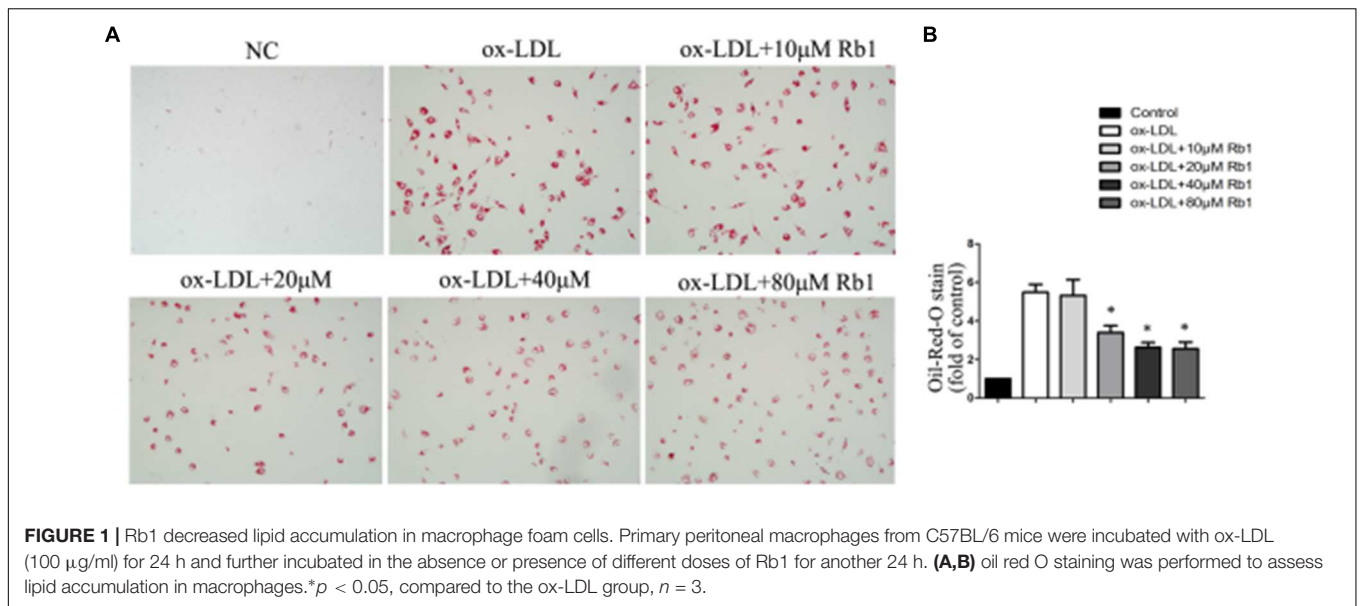 A
NC
ox-LDL
ox-LDL+10μM Rb1
ox-LDL+20μM
ox-LDL+40μM
ox-LDL+80μM Rb1
B
Control
ox-LDL
ox-LDL+10μM Rb1
ox-LDL+20μM Rb1
ox-LDL+40μM Rb1
ox-LDL+80μM Rb1
Oil-Red-O stain
(fold of control)
8
6
4
2
0
*
*
*
FIGURE 1 | Rb1 decreased lipid accumulation in macrophage foam cells. Primary peritoneal macrophages from C57BL/6 mice were incubated with ox-LDL
(100 μg/ml) for 24 h and further incubated in the absence or presence of different doses of Rb1 for another 24 h. (A,B) oil red O staining was performed to assess
lipid accumulation in macrophages.*p < 0.05, compared to the ox-LDL group, n = 3.